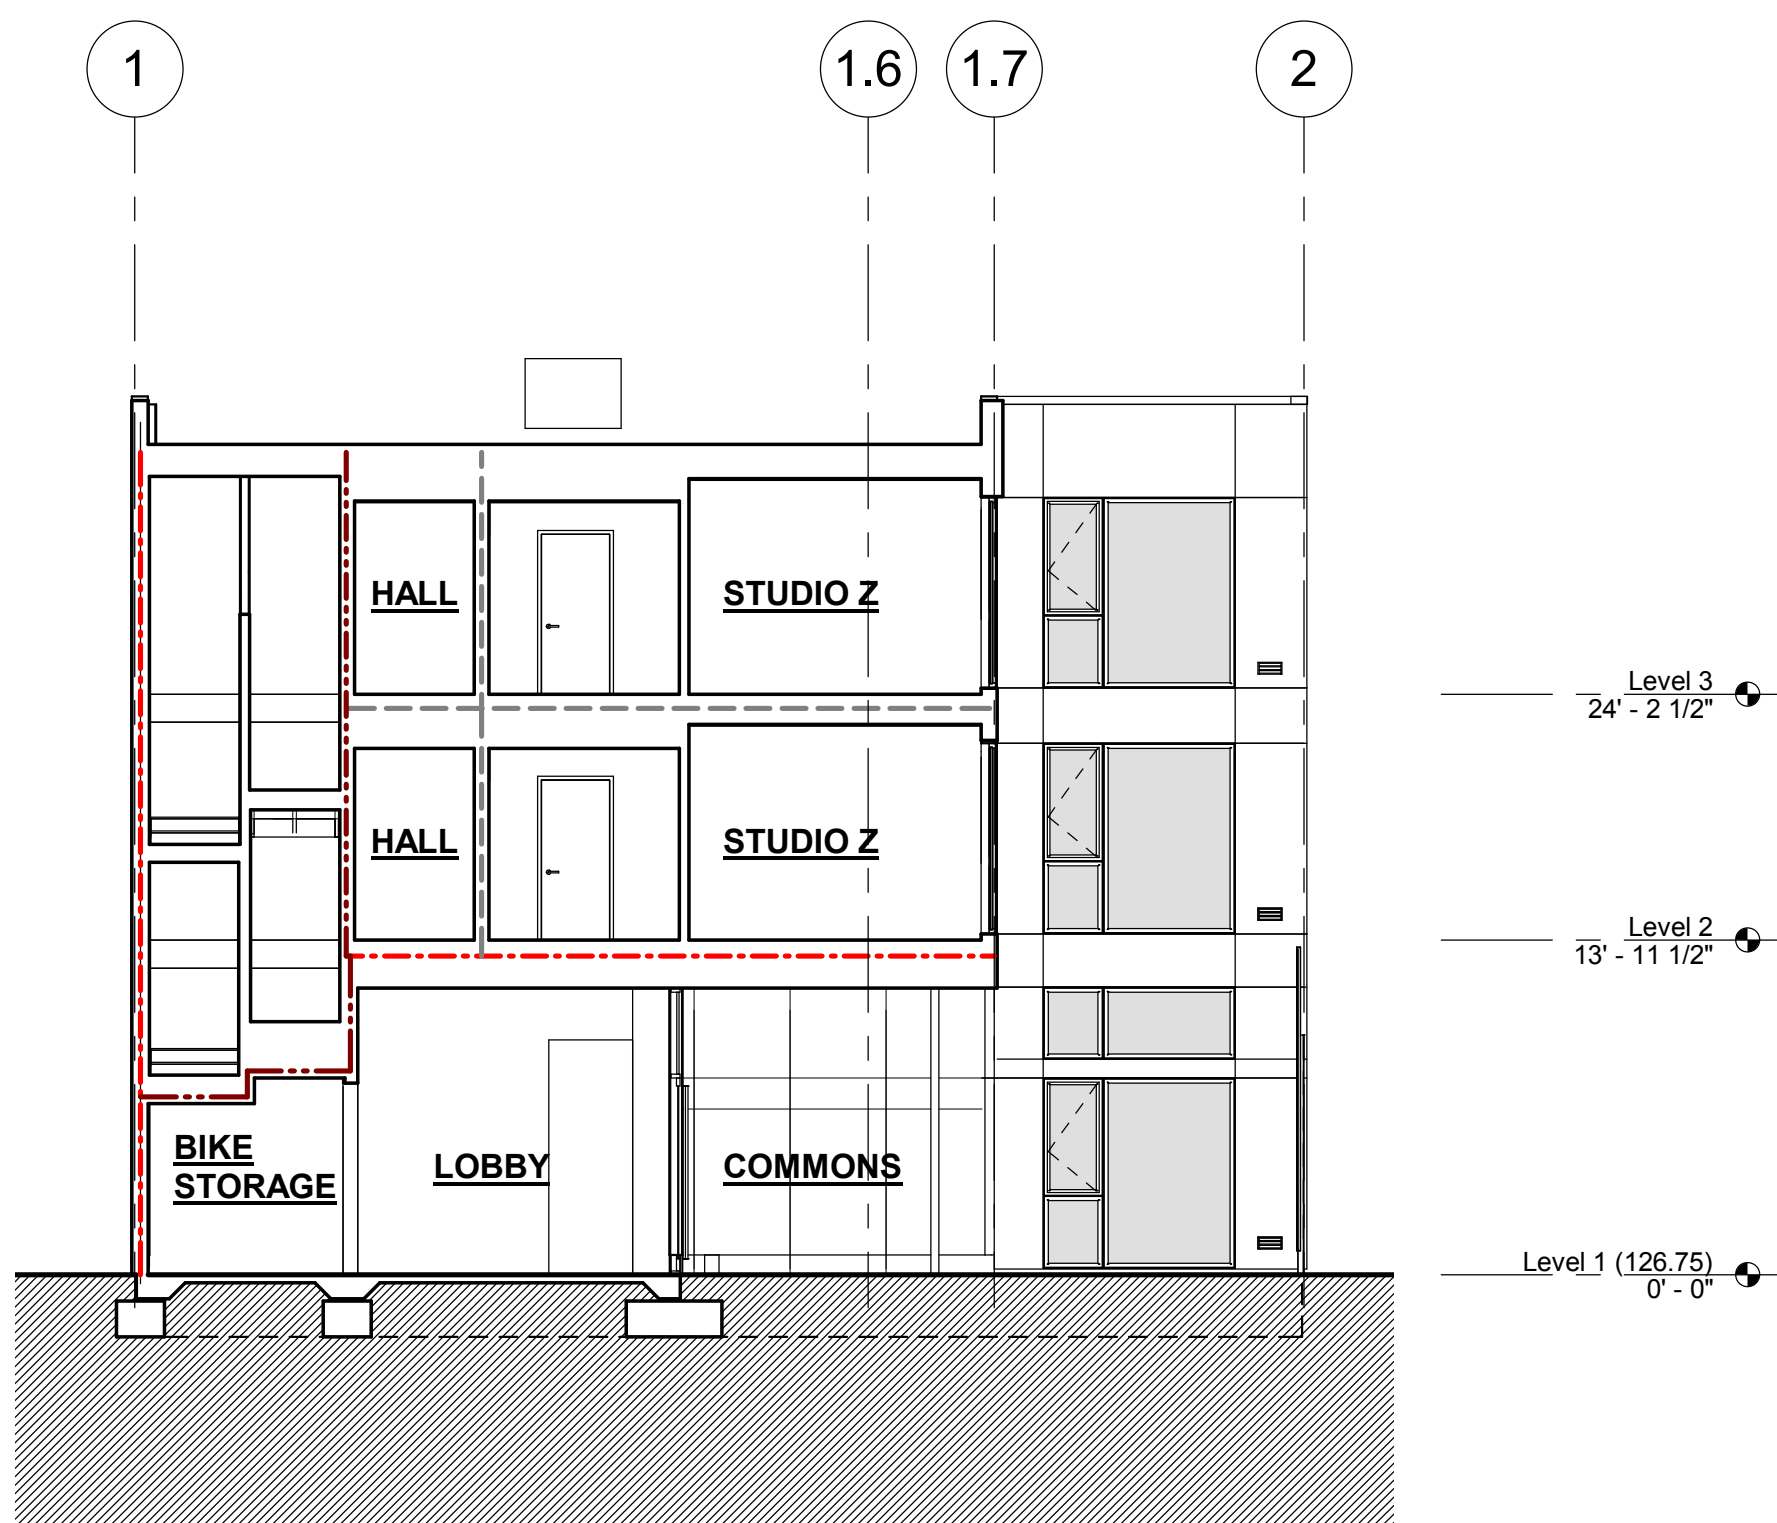 1
1.6
1.7
2
HALL
STUDIO Z
Level 3
24' - 2 1/2"
HALL
STUDIO Z
Level 2
13' - 11 1/2"
BIKE
STORAGE
LOBBY
COMMONS
Level 1 (126.75)
0' - 0"